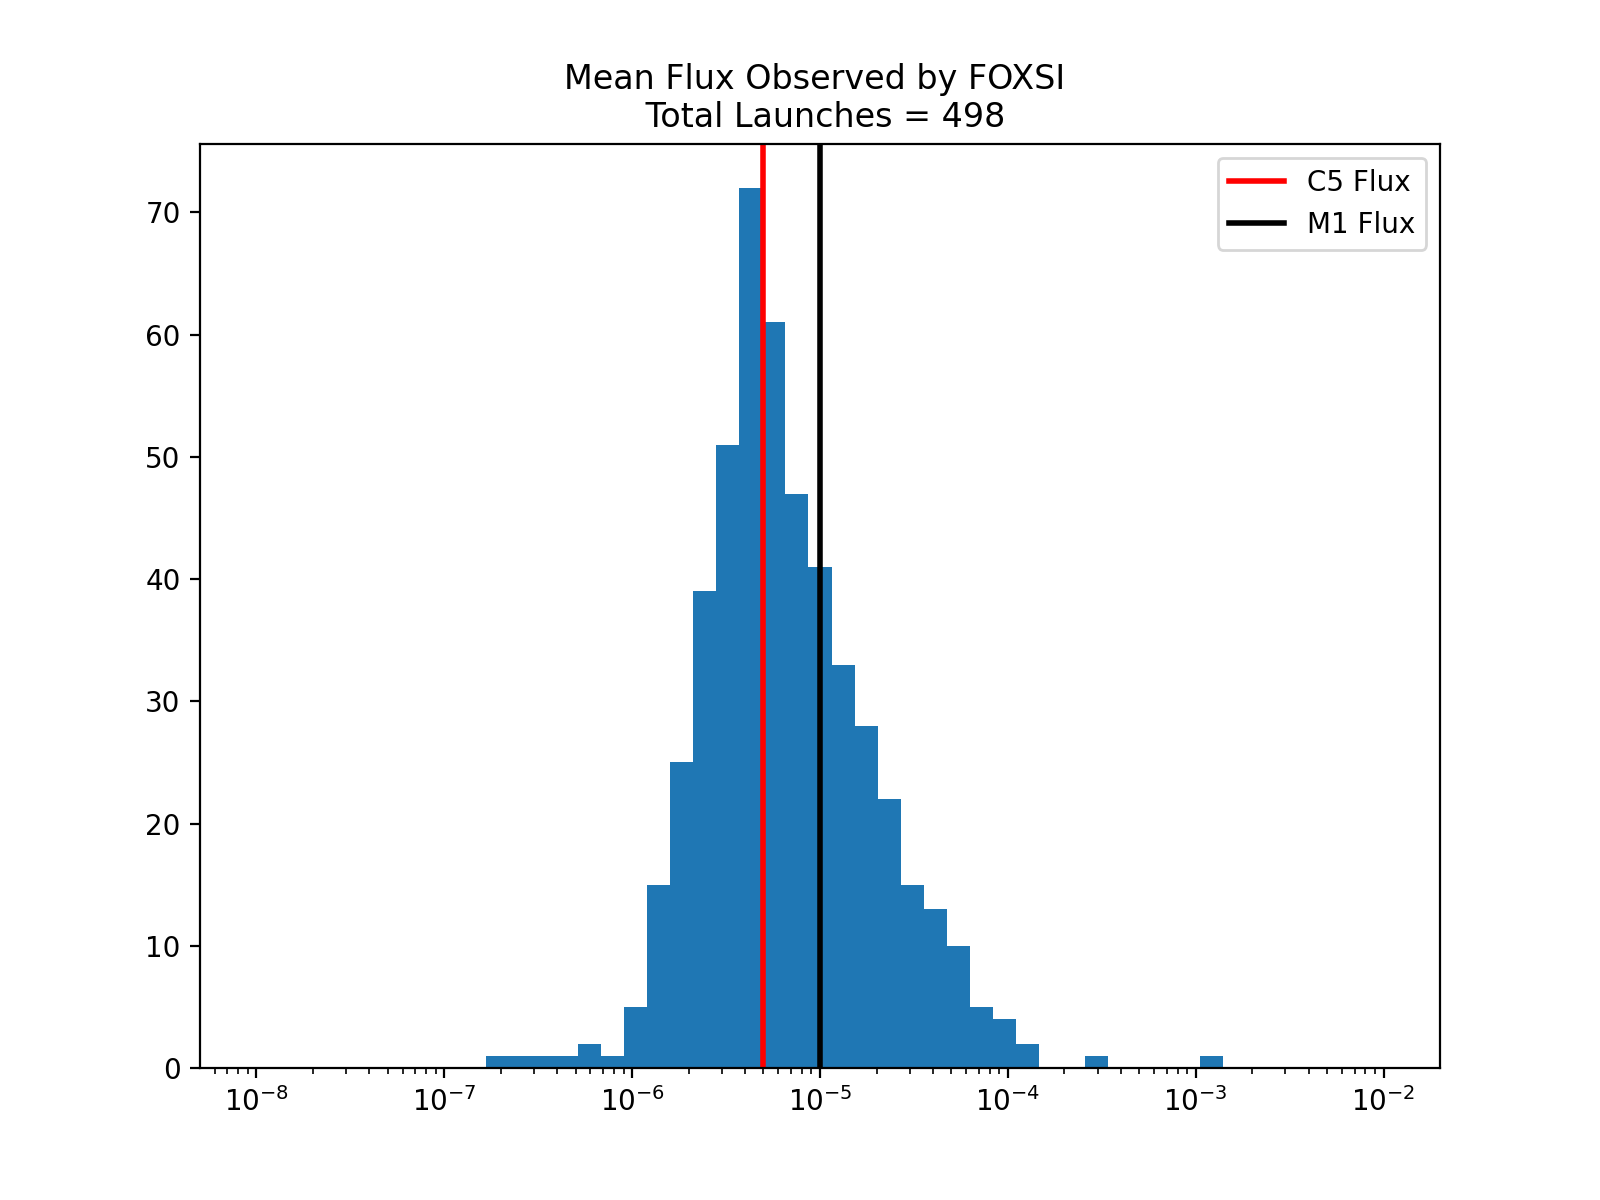 Mean Flux Observed by FOXSI
Total Launches = 498
C5 Flux
M1 Flux
70
60
50
40
30
20
10
0
10⁻⁸ 10⁻⁷ 10⁻⁶ 10⁻⁵ 10⁻⁴ 10⁻³ 10⁻²